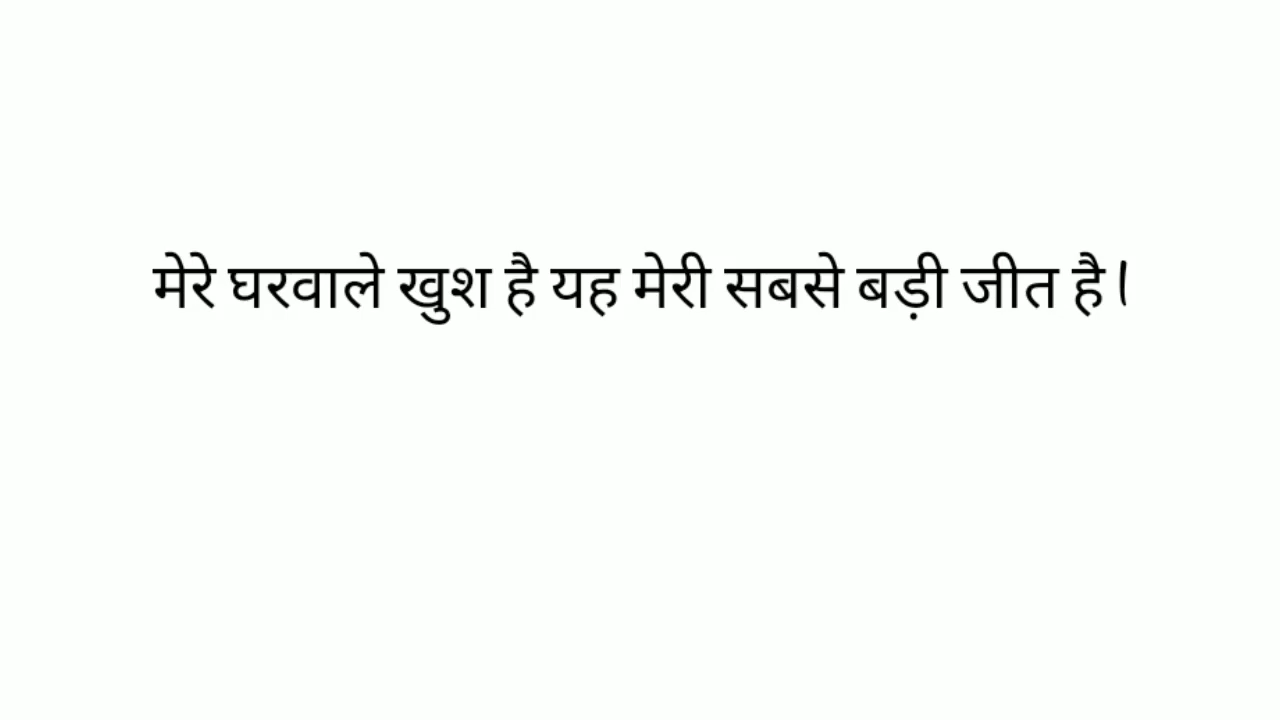 मेरे घरवाले खुश है यह मेरी सबसे बड़ी जीत है।